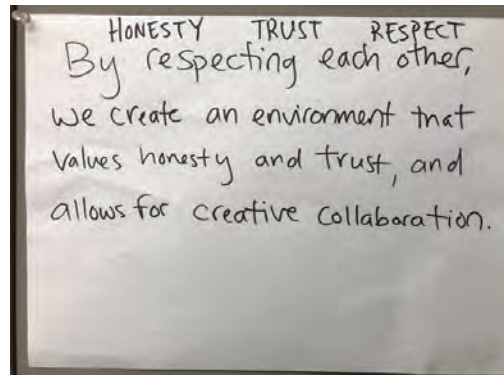 HONESTY TRUST RESPECT
By respecting each other,
we create an environment that
values honesty and trust, and
allows for creative collaboration.